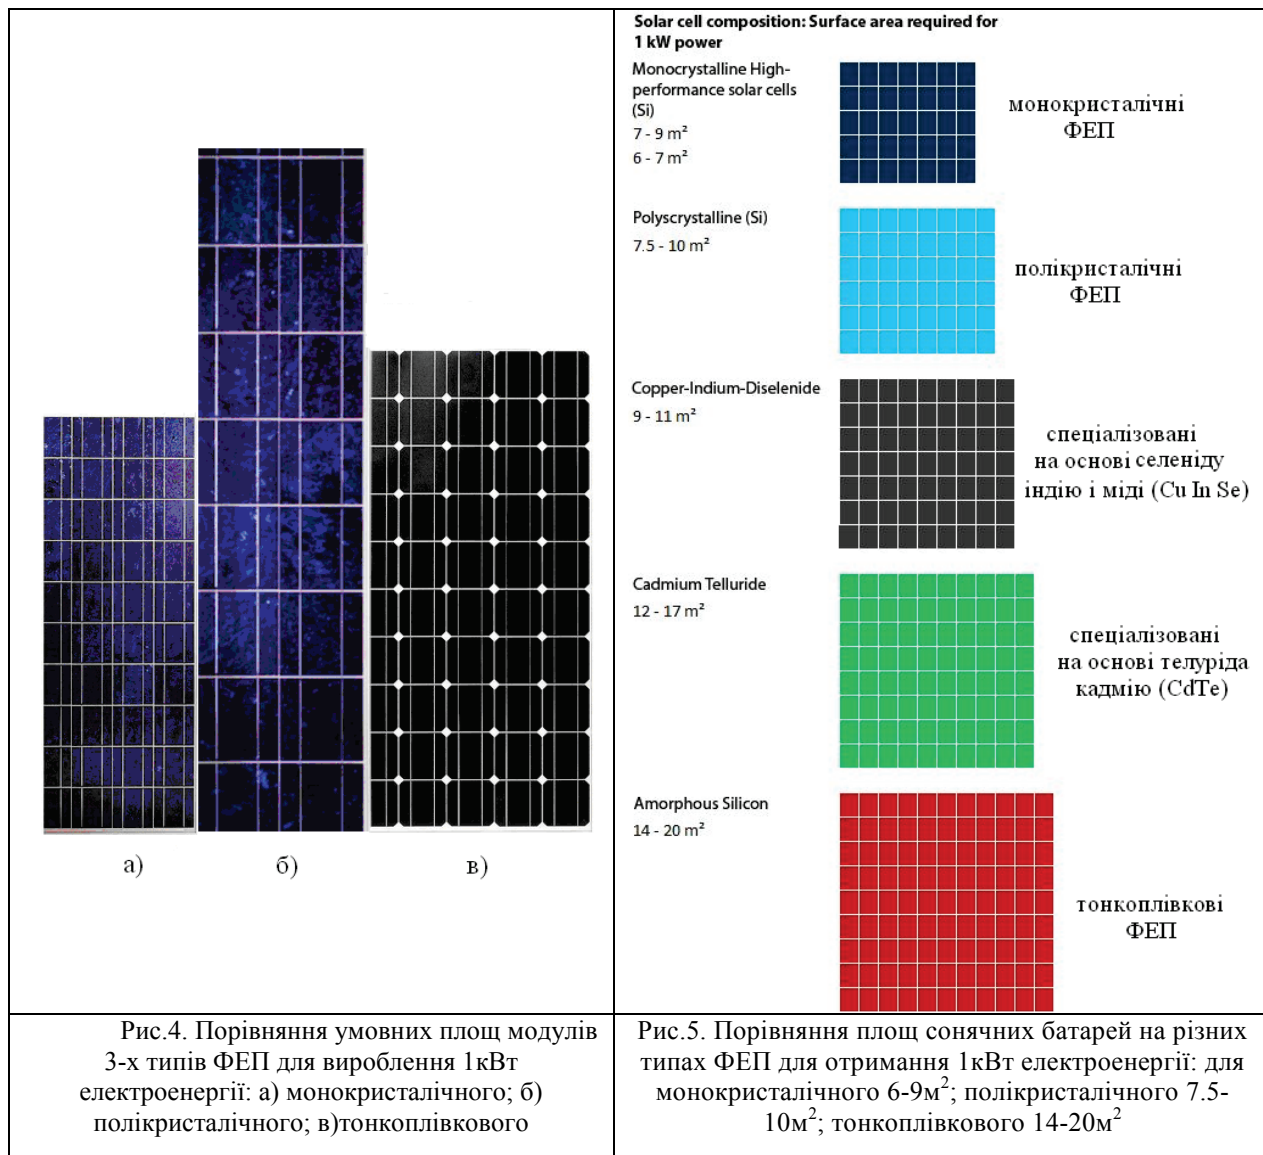 а)
б)
в)
Рис.4. Порівняння умовних площ модулів
3-х типів ФЕП для вироблення 1кВт
електроенергії: а) монокристалічного; б)
полікристалічного; в)тонкоплівкового
Solar cell composition: Surface area required for
1 kW power
Monocrystalline High-
performance solar cells
(Si)
7 - 9 m²
6 - 7 m²
монокристалічні
ФЕП
Polyscrystalline (Si)
7.5 - 10 m²
полікристалічні
ФЕП
Copper-Indium-Diselenide
9 - 11 m²
спеціалізовані
на основі селеніду
індію і міді (Cu In Se)
Cadmium Telluride
12 - 17 m²
спеціалізовані
на основі телуріда
кадмію (CdTe)
Amorphous Silicon
14 - 20 m²
тонкоплівкові
ФЕП
Рис.5. Порівняння площ сонячних батарей на різних
типах ФЕП для отримання 1кВт електроенергії: для
монокристалічного 6-9м²; полікристалічного 7.5-
10м²; тонкоплівкового 14-20м²